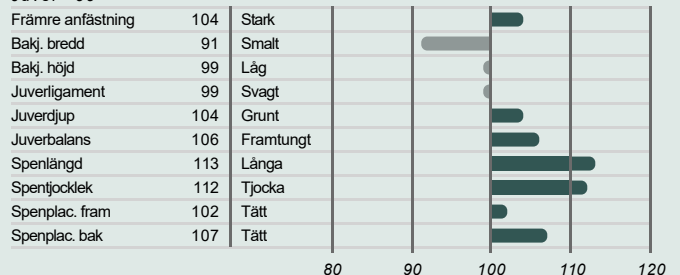 Främre anfästning 104 Stark
Bakj. bredd 91 Smalt
Bakj. höjd 99 Låg
Juverligament 99 Svagt
Juverdjup 104 Grunt
Juverbalans 106 Framtungt
Spenlängd 113 Långa
Spentjocklek 112 Tjocka
Spenplac. fram 102 Tätt
Spenplac. bak 107 Tätt
80 90 100 110 120